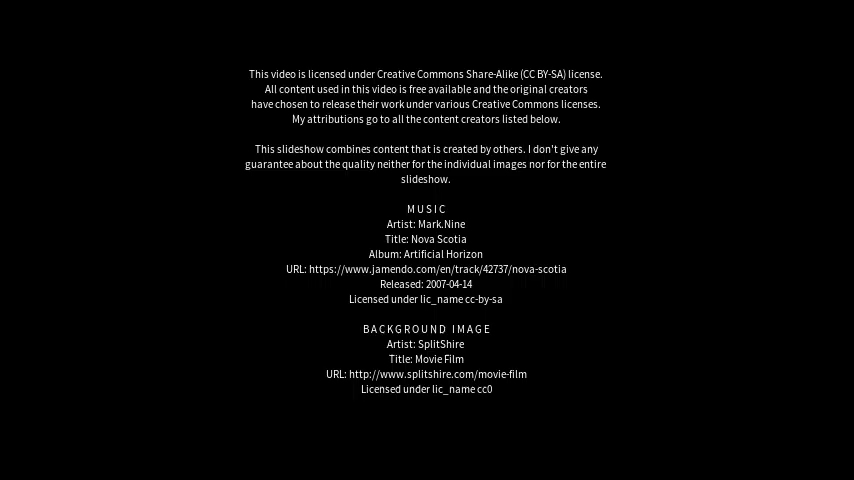 This video is licensed under Creative Commons Share-Alike (CC BY-SA) license.
All content used in this video is free available and the original creators
have chosen to release their work under various Creative Commons licenses.
My attributions go to all the content creators listed below.
This slideshow combines content that is created by others. I don't give any
guarantee about the quality neither for the individual images nor for the entire
slideshow.
MUSIC
Artist: Mark.Nine
Title: Nova Scotia
Album: Artificial Horizon
URL: https://www.jamendo.com/en/track/42737/nova-scotia
Released: 2007-04-14
Licensed under lic_name cc-by-sa
BACKGROUND IMAGE
Artist: SplitShire
Title: Movie Film
URL: http://www.splitshire.com/movie-film
Licensed under lic_name cc0